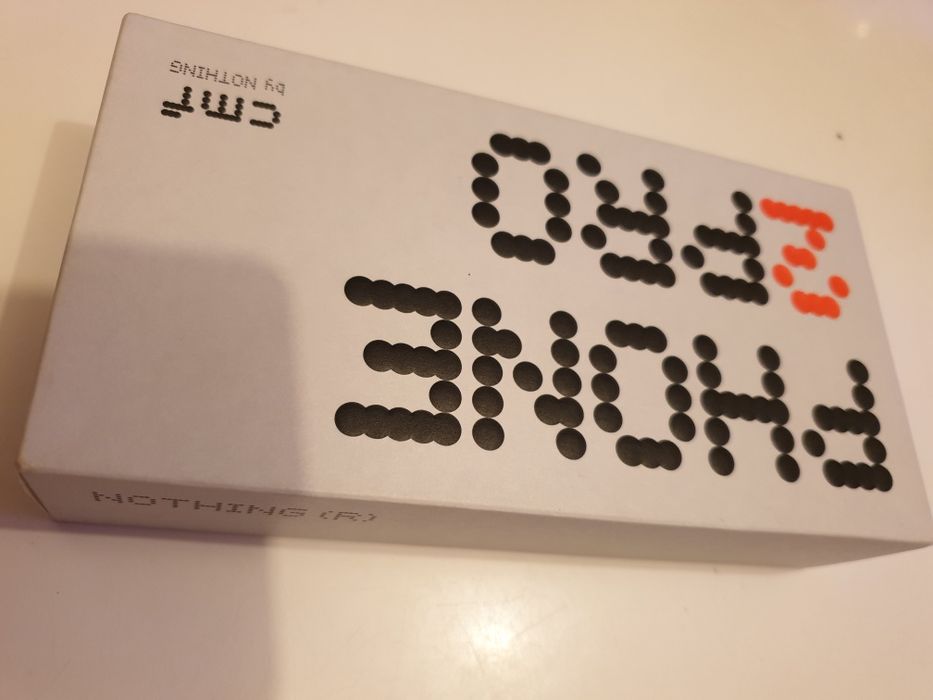 PHONE
2 PRO
cmf
by NOTHING
NOTHING (R)